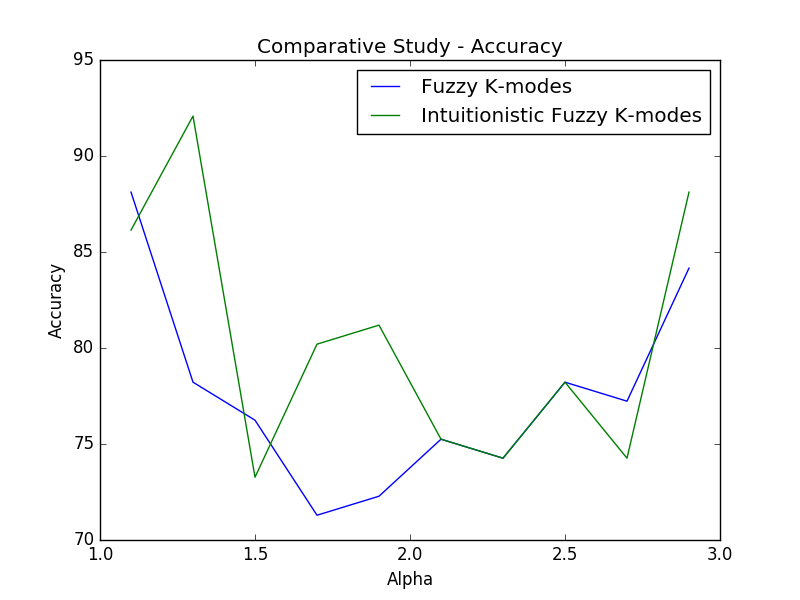 Comparative Study - Accuracy
95
Fuzzy K-modes
Intuitionistic Fuzzy K-modes
90
85
Accuracy
80
75
70
1.0 1.5 2.0 2.5 3.0
Alpha